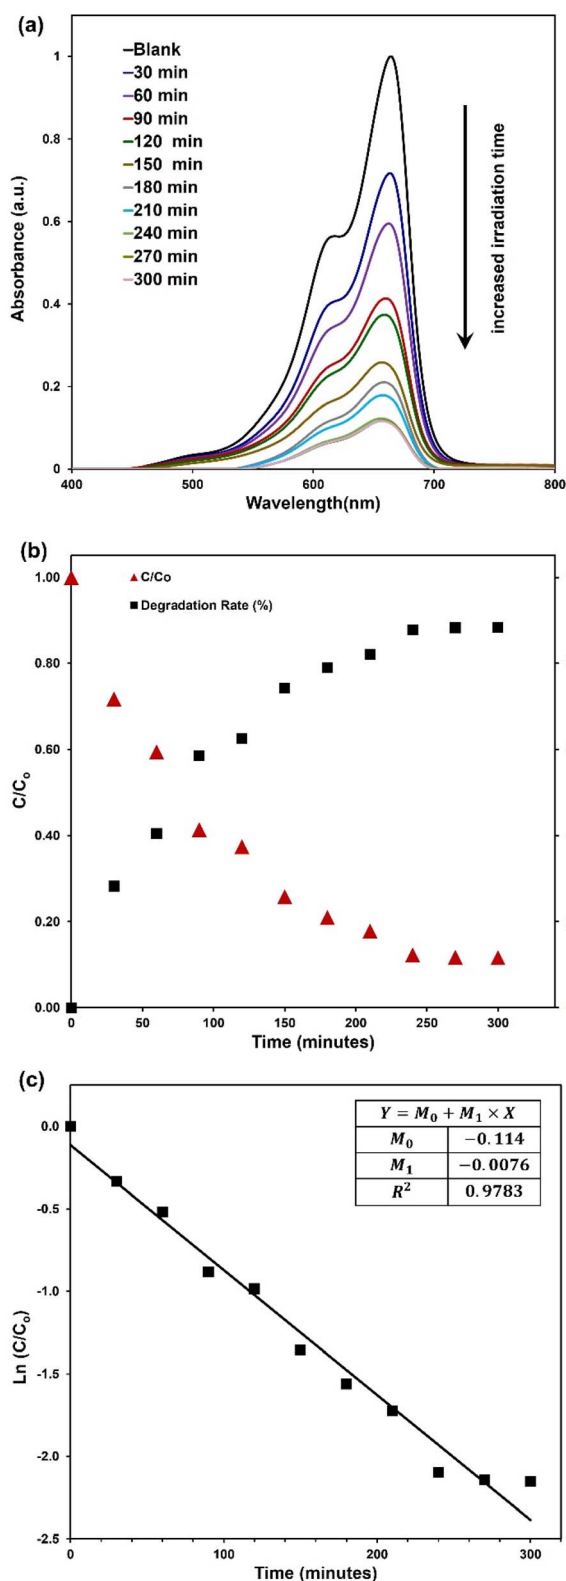 (a)
Blank
30 min
60 min
90 min
120 min
150 min
180 min
210 min
240 min
270 min
300 min
increased irradiation time
Absorbance (a.u.)
1
0.8
0.6
0.4
0.2
0
400
500
600
700
800
Wavelength(nm)
(b)
C/Co
Degradation Rate (%)
C/Co
1.00
0.80
0.60
0.40
0.20
0.00
0
50
100
150
200
250
300
Time (minutes)
(c)
Y = M₀ + M₁ × X
M₀ −0.114
M₁ −0.0076
R² 0.9783
Ln (C/Co)
0.0
-0.5
-1.0
-1.5
-2.0
-2.5
0
100
200
300
Time (minutes)